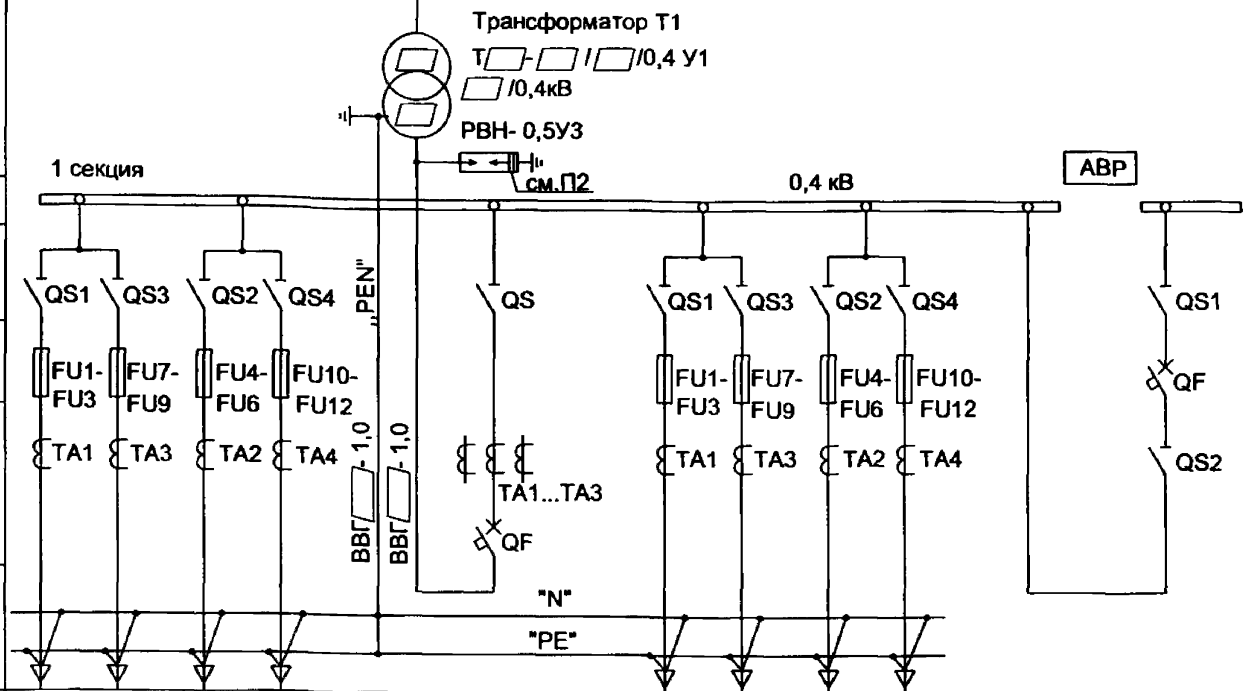 Трансформатор Т1
Т - / /0,4 У1
/0,4кВ
РВН- 0,5У3
см.П2
1 секция
0,4 кВ
АВР
QS1
QS3
QS2
QS4
"PEN"
QS
QS1
QS3
QS2
QS4
QS1
FU1-
FU3
FU7-
FU9
FU4-
FU6
FU10-
FU12
FU1-
FU3
FU7-
FU9
FU4-
FU6
FU10-
FU12
QF
TA1
TA3
TA2
TA4
ВВГ - 1,0
ВВГ - 1,0
TA1...TA3
TA1
TA3
TA2
TA4
QS2
QF
"N"
"PE"